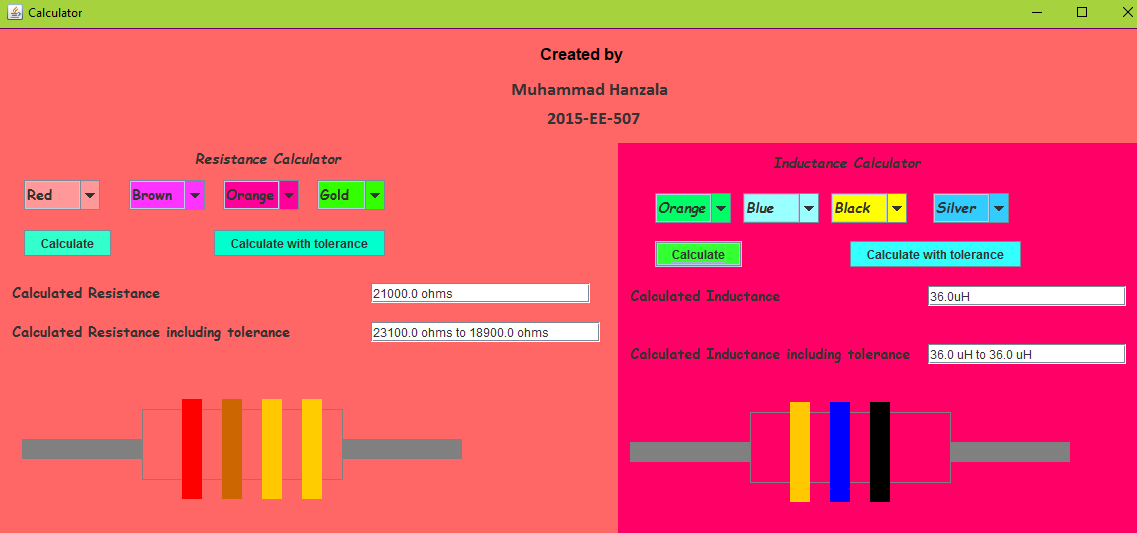 Calculator
Created by
Muhammad Hanzala
2015-EE-507
Resistance Calculator
Red Brown Orange Gold
Calculate Calculate with tolerance
Calculated Resistance 21000.0 ohms
Calculated Resistance including tolerance 23100.0 ohms to 18900.0 ohms
Inductance Calculator
Orange Blue Black Silver
Calculate Calculate with tolerance
Calculated Inductance 36.0uH
Calculated Inductance including tolerance 36.0 uH to 36.0 uH